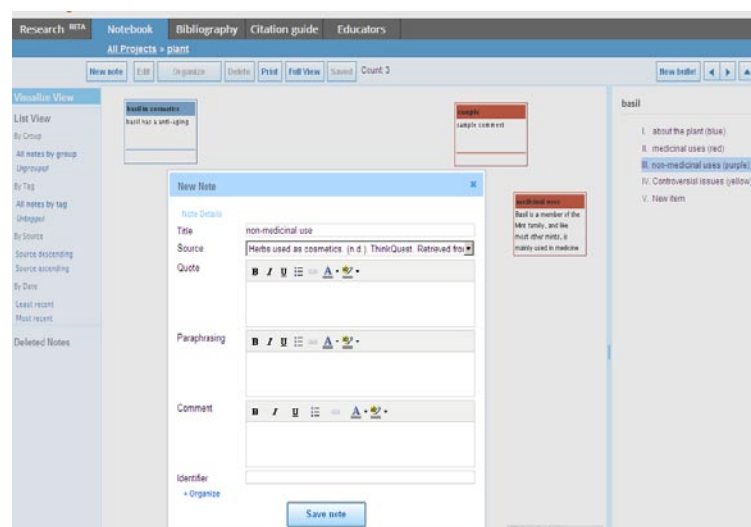 Research BETA Notebook Bibliography Citation guide Educators
All Projects » plant
New note Edit Organize Delete Print Full View Saved Count: 3 New bullet
Visualize View
List View
By Group
All notes by group
Ungrouped
By Tag
All notes by tag
Untagged
By Source
Source descending
Source ascending
By Date
Least recent
Most recent
Deleted Notes
basil in cosmetics
basil has a anti-aging
sample
sample comment
medicinal uses
Basil is a member of the
Mint family, and like
most other mints, is
mainly used in medicine
New Note
Note Details
Title non-medicinal use
Source Herbs used as cosmetics. (n.d.). ThinkQuest. Retrieved fro
Quote B I U A
Paraphrasing B I U A
Comment B I U A
Identifier
+ Organize
Save note
basil
I. about the plant (blue)
II. medicinal uses (red)
III. non-medicinal uses (purple)
IV. Controversial issues (yellow
V. New item